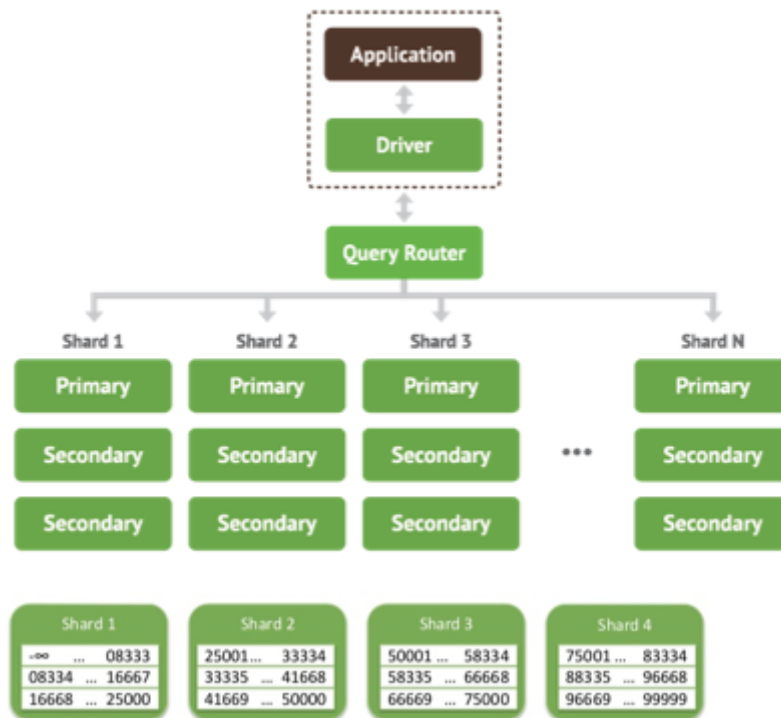 Application
Driver
Query Router
Shard 1 Shard 2 Shard 3 Shard N
Primary Primary Primary Primary
Secondary Secondary Secondary ... Secondary
Secondary Secondary Secondary Secondary
Shard 1 Shard 2 Shard 3 Shard 4
-∞ ... 08333 25001... 33334 50001 ... 58334 75001 ... 83334
08334 ... 16667 33335 ... 41668 58335 ... 66668 88335 ... 96668
16668 ... 25000 41669 ... 50000 66669 ... 75000 96669 ... 99999